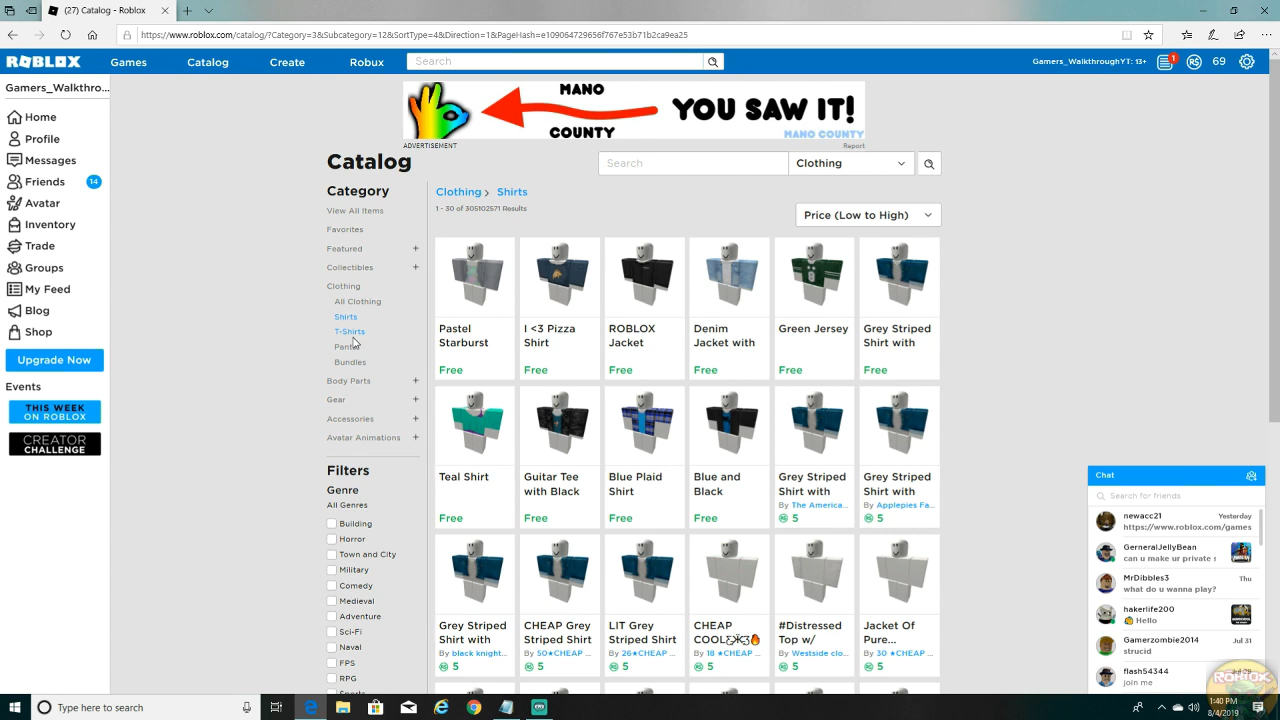 (27) Catalog - Roblox
https://www.roblox.com/catalog/?Category=3&Subcategory=12&SortType=4&Direction=1&PageHash=e109064729656f767e53b71b2ca9ea25
ROBLOX
Games
Catalog
Create
Robux
Search
Gamers_WalkthroughYT: 13+
1
69
Gamers_Walkthro...
Home
Profile
Messages
Friends
14
Avatar
Inventory
Trade
Groups
My Feed
Blog
Shop
Upgrade Now
Events
THIS WEEK
ON ROBLOX
CREATOR
CHALLENGE
MANO
COUNTY
YOU SAW IT!
MANO COUNTY
ADVERTISEMENT
Report
Catalog
Search
Clothing
Category
View All Items
Favorites
Featured +
Collectibles +
Clothing
All Clothing
Shirts
T-Shirts
Pants
Bundles
Body Parts +
Gear +
Accessories +
Avatar Animations +
Filters
Genre
All Genres
Building
Horror
Town and City
Military
Comedy
Medieval
Adventure
Sci-Fi
Naval
FPS
RPG
Sports
Clothing > Shirts
1 - 30 of 305102571 Results
Price (Low to High)
Pastel
Starburst
Free
I <3 Pizza
Shirt
Free
ROBLOX
Jacket
Free
Denim
Jacket with
Free
Green Jersey
Free
Grey Striped
Shirt with
Free
Teal Shirt
Free
Guitar Tee
with Black
Free
Blue Plaid
Shirt
Free
Blue and
Black
Free
Grey Striped
Shirt with
By The America...
5
Grey Striped
Shirt with
By Applepies Fa...
5
Grey Striped
Shirt with
By black knight...
5
CHEAP Grey
Striped Shirt
By 50★CHEAP ...
5
LIT Grey
Striped Shirt
By 26★CHEAP ...
5
CHEAP
By 18 ★CHEAP ...
5
#Distressed
Top w/
By Westside clo...
5
Jacket Of
Pure...
By 30 ★CHEAP ...
5
Chat
Search for friends
newacc21
Yesterday
https://www.roblox.com/games
GerneralJellyBean
Fri
can u make ur private s
MrDibbles3
Thu
what do u wanna play?
hakerlife200
👋 Hello
Gamerzombie2014
Jul 31
strucid
flash54344
join me
ROBLOX
Type here to search
1:40 PM
8/4/2019